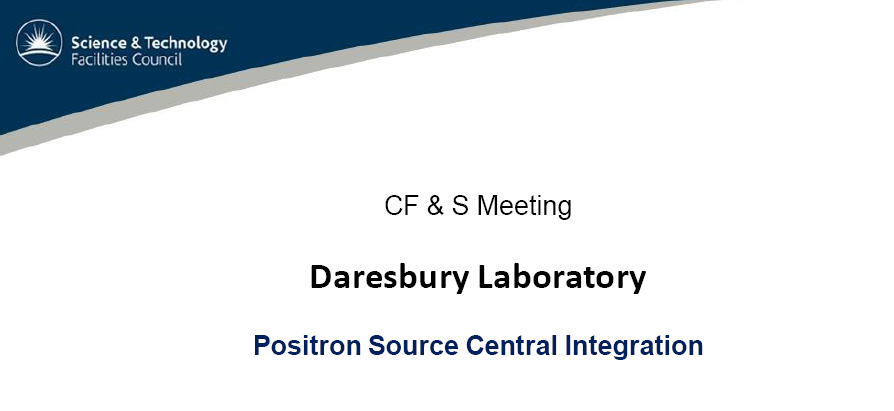 Science & Technology
Facilities Council
CF & S Meeting
Daresbury Laboratory
Positron Source Central Integration